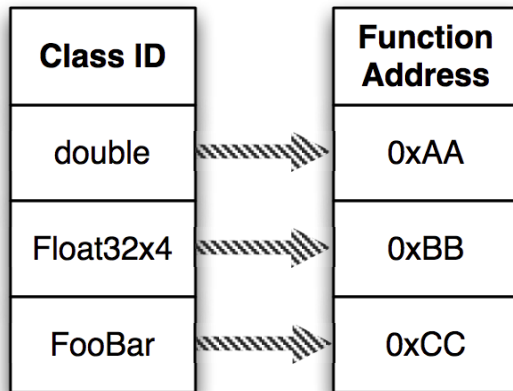 Class ID
Function
Address
double
0xAA
Float32x4
0xBB
FooBar
0xCC